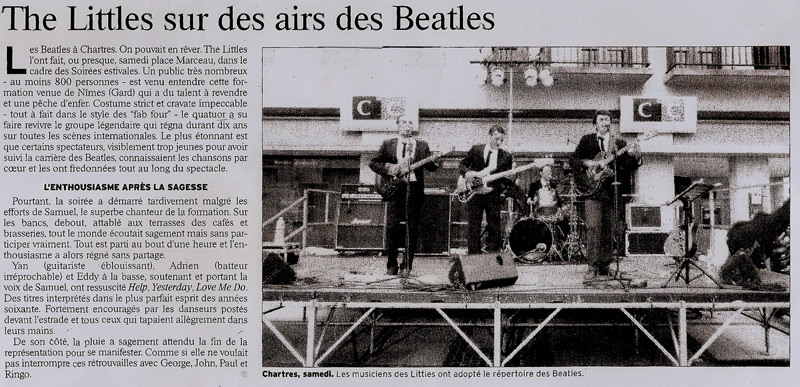 The Littles sur des airs des Beatles
Les Beatles à Chartres. On pouvait en rêver. The Littles
l'ont fait, ou presque, samedi place Marceau, dans le
cadre des Soirées estivales. Un public très nombreux
- au moins 800 personnes - est venu entendre cette for-
mation venue de Nîmes (Gard) qui a du talent à revendre
et une pêche d'enfer. Costume strict et cravate impeccable
- tout à fait dans le style des "fab four" - le quatuor a su
faire revivre le groupe légendaire qui régna durant dix ans
sur toutes les scènes internationales. Le plus étonnant est
que certains spectateurs, visiblement trop jeunes pour avoir
suivi la carrière des Beatles, connaissaient les chansons par
cœur et les ont fredonnées tout au long du spectacle.
L'ENTHOUSIASME APRÈS LA SAGESSE
Pourtant, la soirée a démarré tardivement malgré les
efforts de Samuel, le superbe chanteur de la formation. Sur
les bancs, debout, attablé aux terrasses des cafés et
brasseries, tout le monde écoutait sagement mais sans par-
ticiper vraiment. Tout est parti au bout d'une heure et l'en-
thousiasme a alors régné sans partage.
Yan (guitariste éblouissant), Adrien (batteur
irréprochable) et Eddy à la basse, soutenant et portant la
voix de Samuel, ont ressuscité Help, Yesterday, Love Me Do.
Des titres interprétés dans le plus parfait esprit des années
soixante. Fortement encouragés par les danseurs postés
devant l'estrade et tous ceux qui tapaient allègrement dans
leurs mains.
De son côté, la pluie a sagement attendu la fin de la
représentation pour se manifester. Comme si elle ne voulait
pas interrompre ces retrouvailles avec George, John, Paul et
Ringo.
C
C
Chartres, samedi. Les musiciens des Littles ont adopté le répertoire des Beatles.